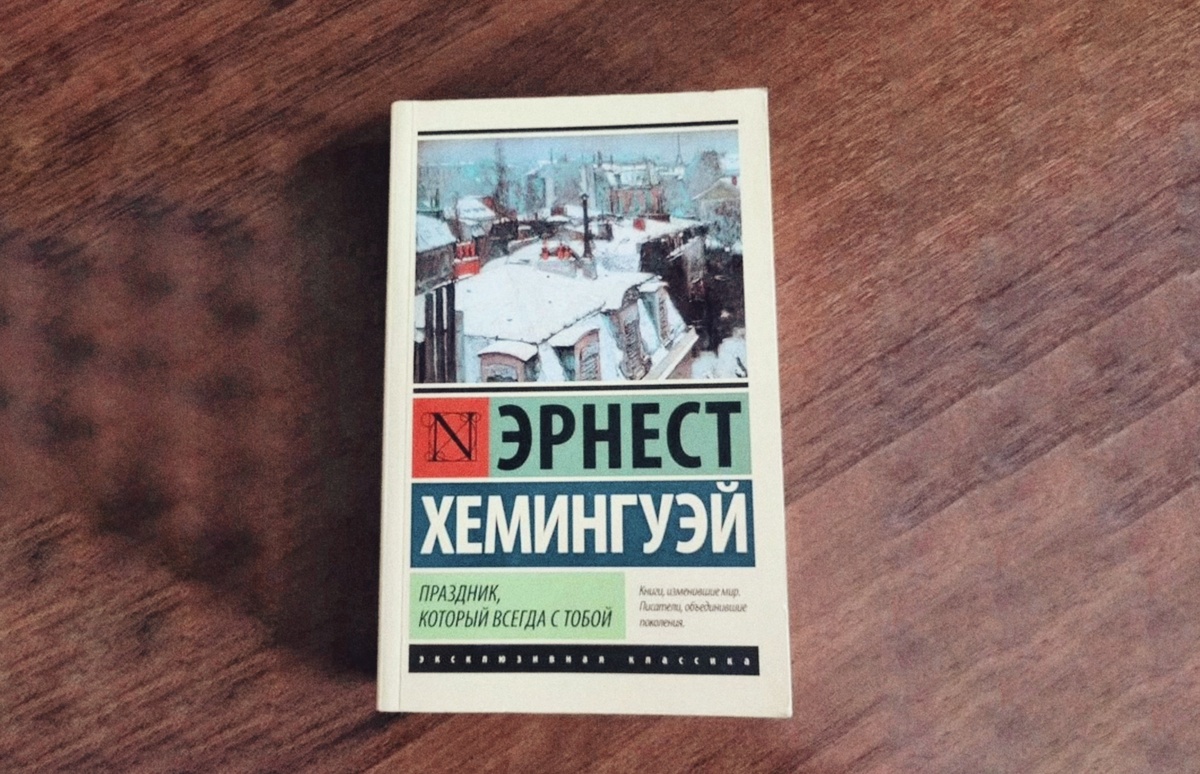 N ЭРНЕСТ
ХЕМИНГУЭЙ
ПРАЗДНИК,
КОТОРЫЙ ВСЕГДА С ТОБОЙ
Книги, изменившие мир.
Писатели, объединившие
поколения.
эксклюзивная классика